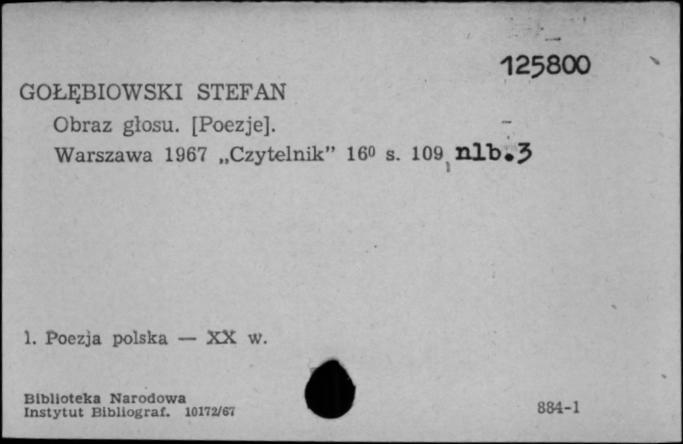 125800
GOŁĘBIOWSKI STEFAN
Obraz głosu. [Poezje].
Warszawa 1967 „Czytelnik” 16⁰ s. 109, nlb.3
1. Poezja polska — XX w.
Biblioteka Narodowa
Instytut Bibliograf. 10172/67
884-1